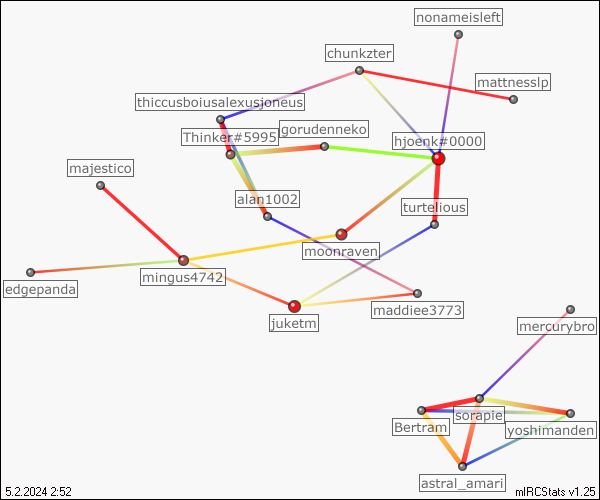 nonameisleft
chunkzter
mattnesslp
thiccusboiusalexusjoneus
gorudenneko
Thinker#5995
hjoenk#0000
majestico
alan1002
turtelious
moonraven
mingus4742
edgepanda
maddiee3773
juketm
mercurybro
sorapie
Bertram
yoshimanden
astral_amari
5.2.2024 2:52
mIRCStats v1.25